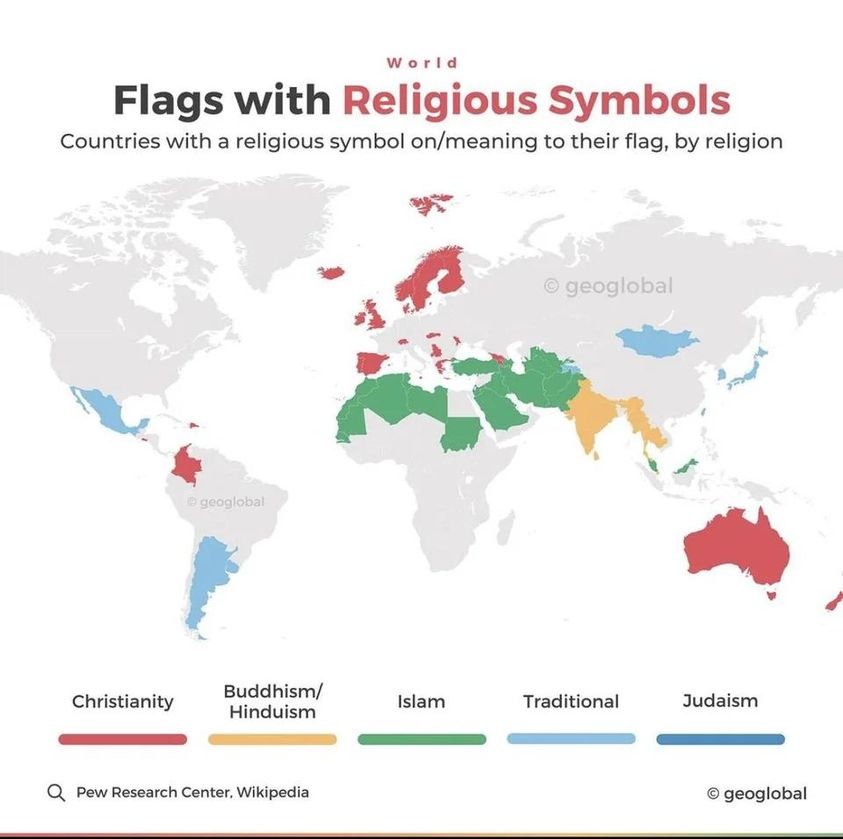 World
Flags with Religious Symbols
Countries with a religious symbol on/meaning to their flag, by religion
© geoglobal
© geoglobal
Christianity
Buddhism/
Hinduism
Islam
Traditional
Judaism
Pew Research Center, Wikipedia
© geoglobal